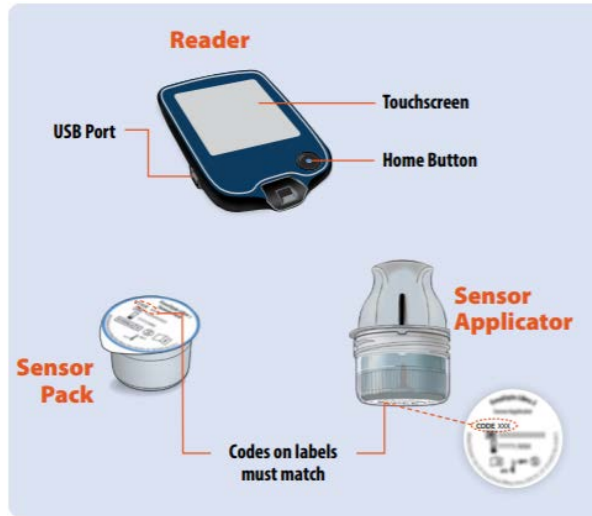 Reader
Touchscreen
USB Port
Home Button
Sensor
Applicator
Sensor
Pack
CODE XXX
Codes on labels
must match